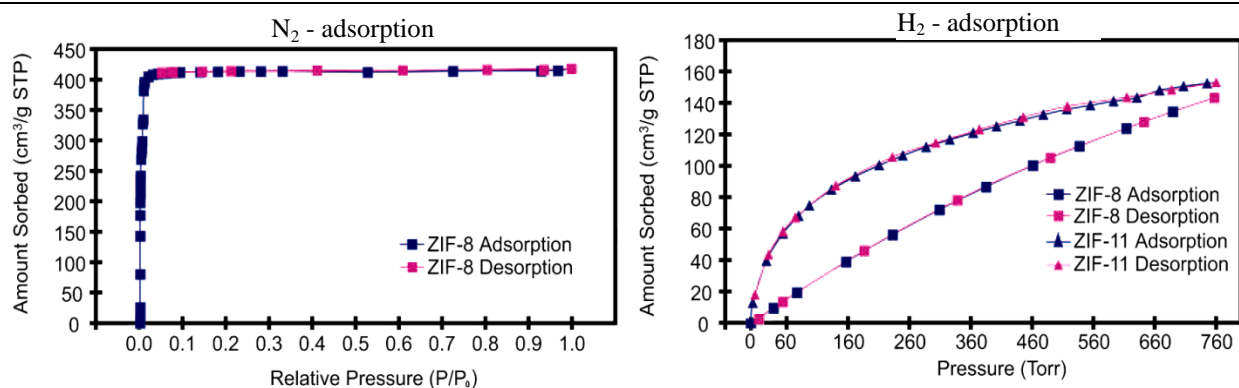 N₂ - adsorption
Amount Sorbed (cm³/g STP)
450
400
350
300
250
200
150
100
50
0
ZIF-8 Adsorption
ZIF-8 Desorption
0.0 0.1 0.2 0.3 0.4 0.5 0.6 0.7 0.8 0.9 1.0
Relative Pressure (P/P₀)
H₂ - adsorption
Amount Sorbed (cm³/g STP)
180
160
140
120
100
80
60
40
20
0
ZIF-8 Adsorption
ZIF-8 Desorption
ZIF-11 Adsorption
ZIF-11 Desorption
0 60 160 260 360 460 560 660 760
Pressure (Torr)